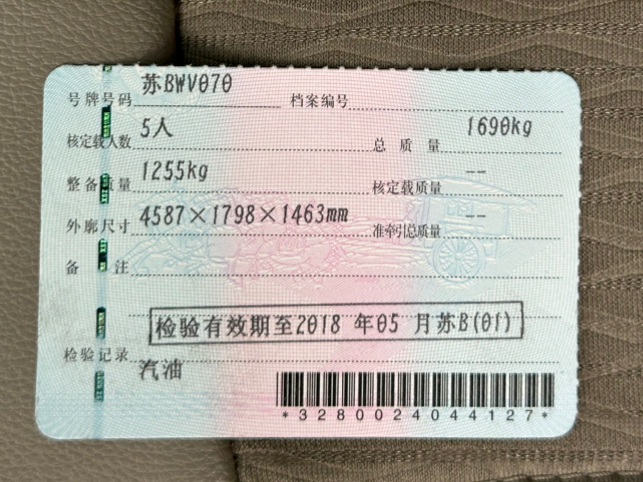 号牌号码 苏BWV070 档案编号
核定载人数 5人 总质量 1690kg
整备质量 1255kg 核定载质量 --
外廓尺寸 4587×1798×1463mm 准牵引总质量 --
备注
检验有效期至2018 年05 月苏B(01)
检验记录
汽油
*3280024044127*